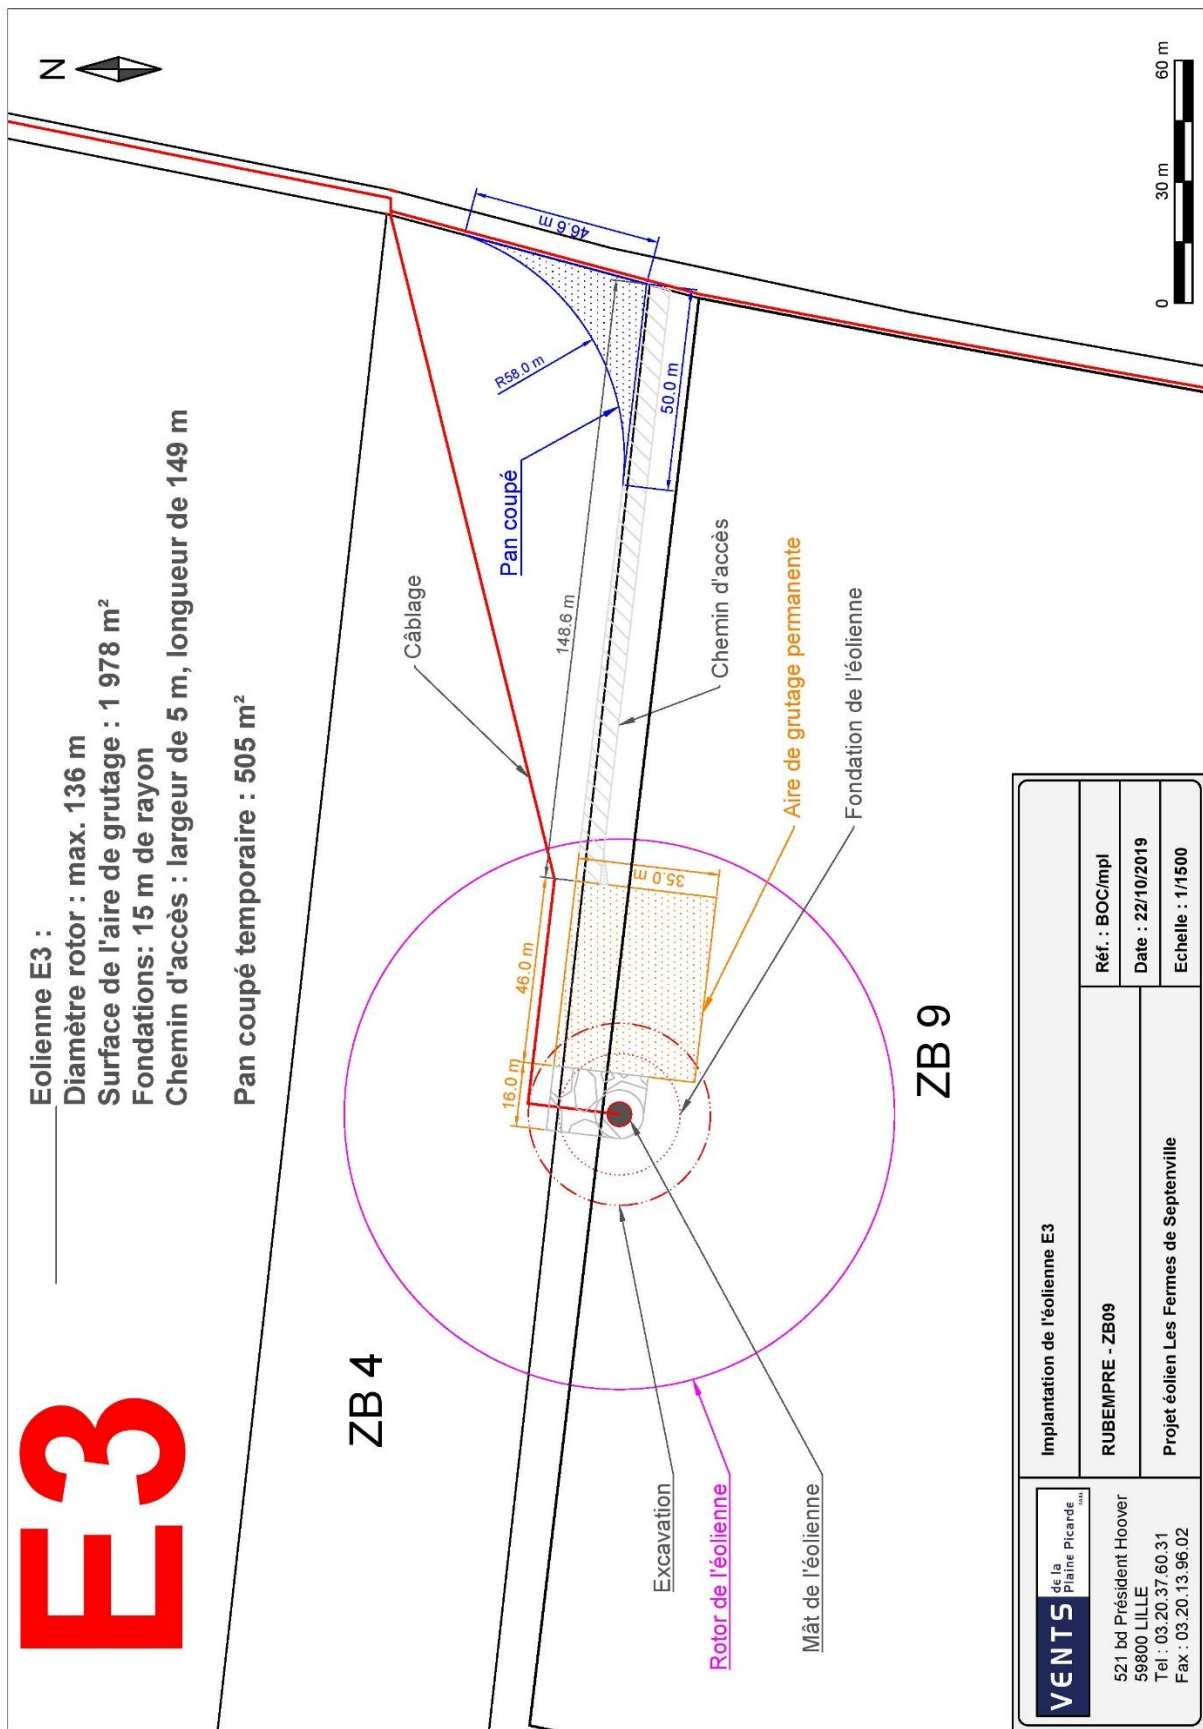 E3
Eolienne E3 :
Diamètre rotor : max. 136 m
Surface de l'aire de grutage : 1 978 m²
Fondations: 15 m de rayon
Chemin d'accès : largeur de 5 m, longueur de 149 m
Pan coupé temporaire : 505 m²
N
ZB 4
Câblage
Pan coupé
R58.0 m
46.6 m
148.6 m
50.0 m
46.0 m
16.0 m
35.0 m
Chemin d'accès
Aire de grutage permanente
Fondation de l'éolienne
Excavation
Rotor de l'éolienne
Mât de l'éolienne
ZB 9
0
30 m
60 m
VENTS de la
Plaine Picarde
SARL
521 bd Président Hoover
59800 LILLE
Tel : 03.20.37.60.31
Fax : 03.20.13.96.02
Implantation de l'éolienne E3
RUBEMPRE - ZB09
Projet éolien Les Fermes de Septenville
Réf. : BOC/mpl
Date : 22/10/2019
Echelle : 1/1500